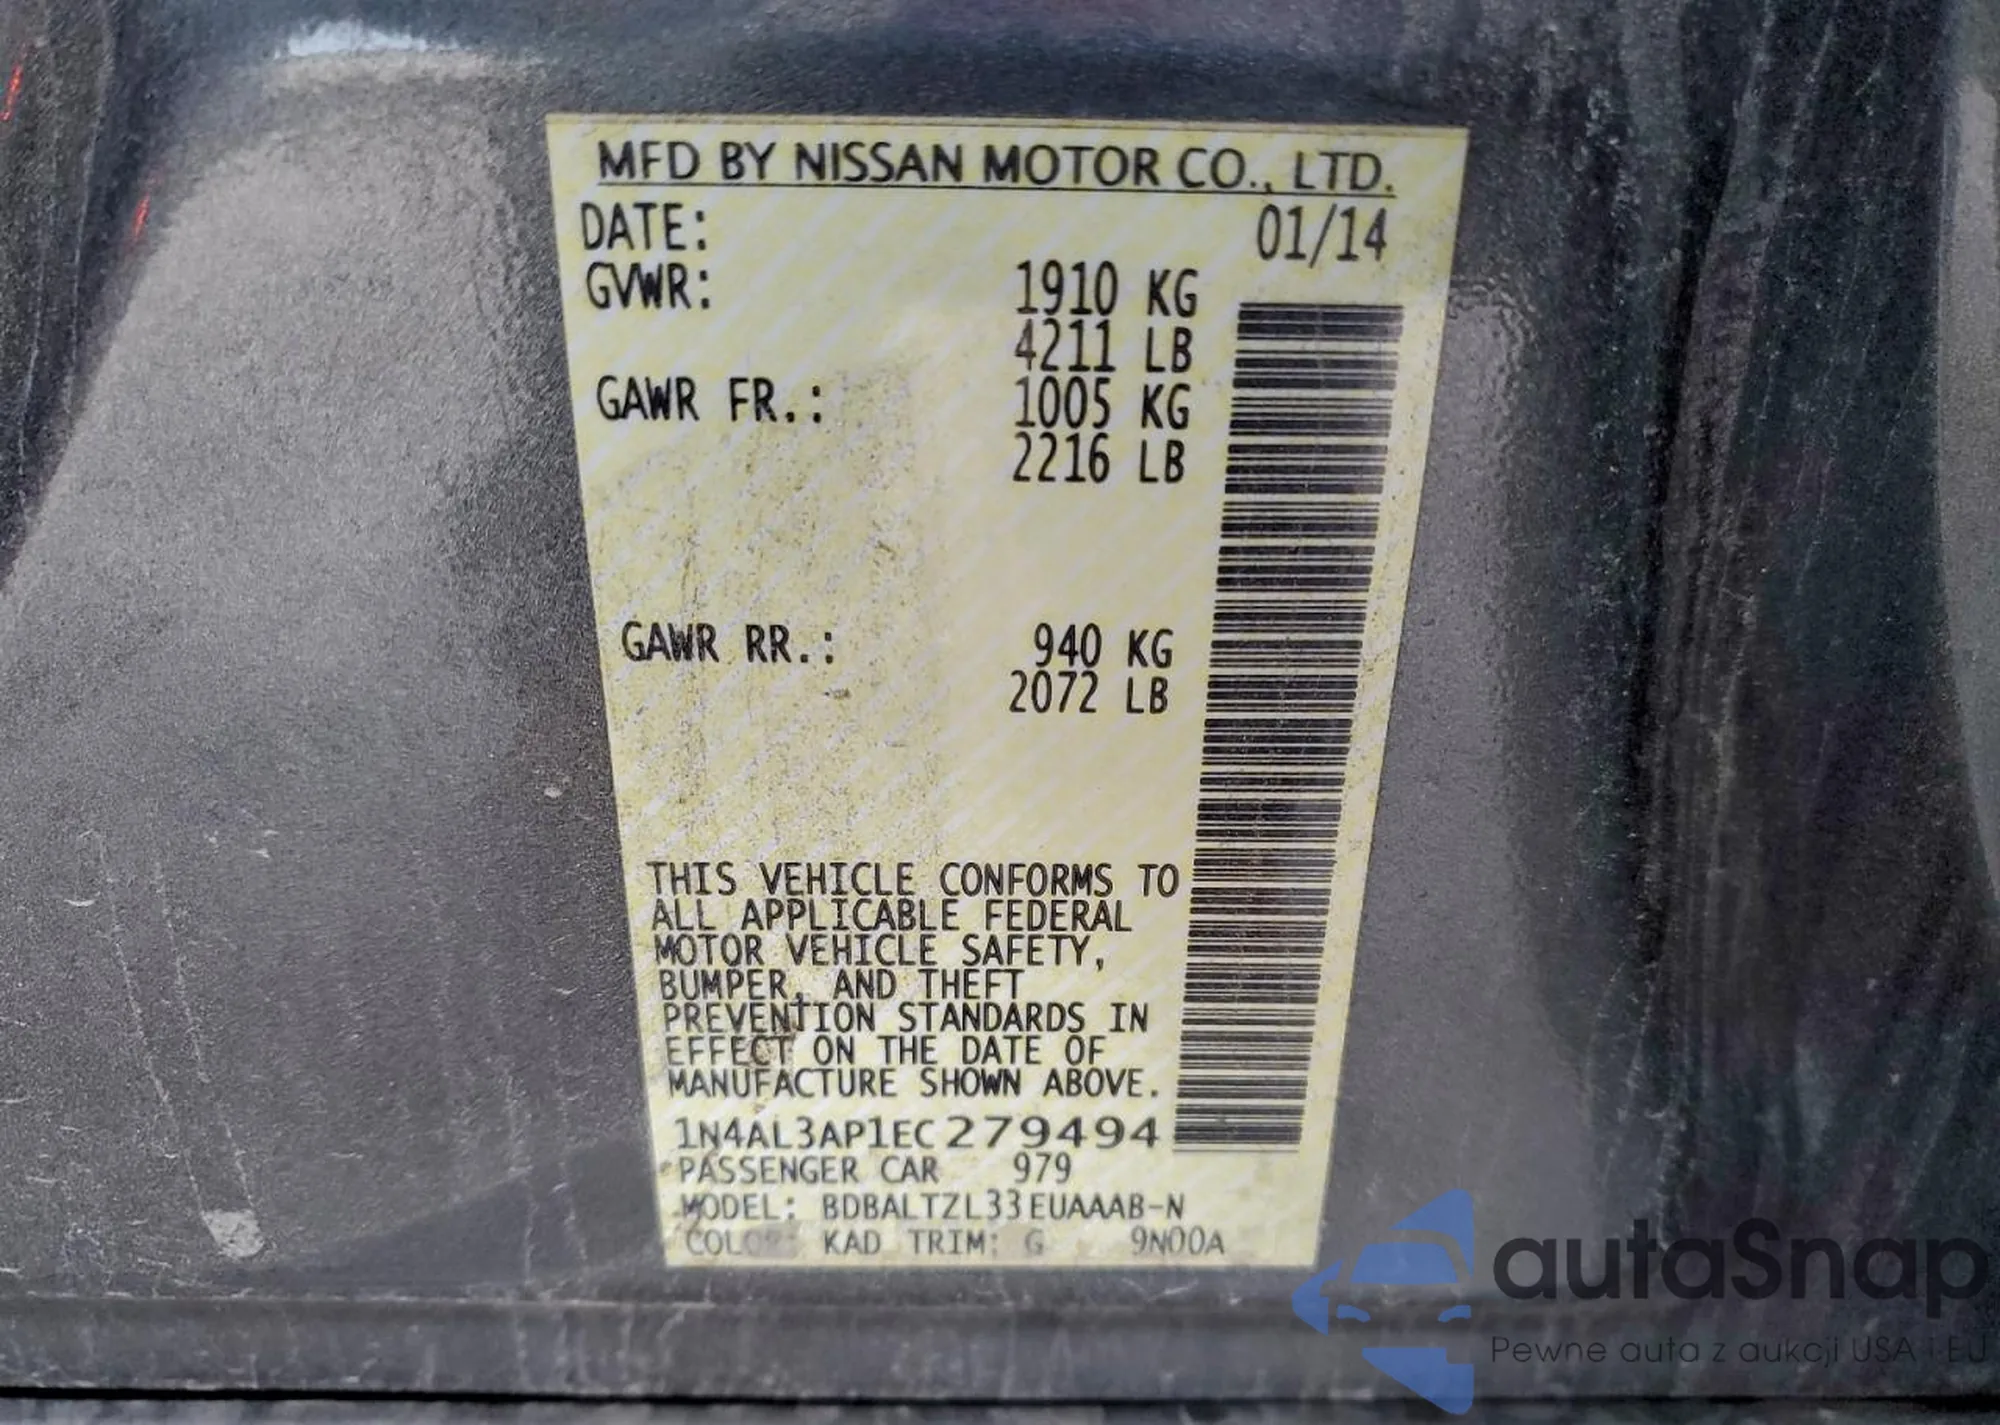 MFD BY NISSAN MOTOR CO., LTD.
DATE: 01/14
GVWR: 1910 KG
4211 LB
GAWR FR.: 1005 KG
2216 LB
GAWR RR.: 940 KG
2072 LB
THIS VEHICLE CONFORMS TO
ALL APPLICABLE FEDERAL
MOTOR VEHICLE SAFETY,
BUMPER, AND THEFT
PREVENTION STANDARDS IN
EFFECT ON THE DATE OF
MANUFACTURE SHOWN ABOVE.
1N4AL3AP1EC279494
PASSENGER CAR 979
MODEL: BDBALTZL33EUAAAB-N
COLOR: KAD TRIM: G 9N00A
autaSnap
Pewne auta z aukcji USA i EU